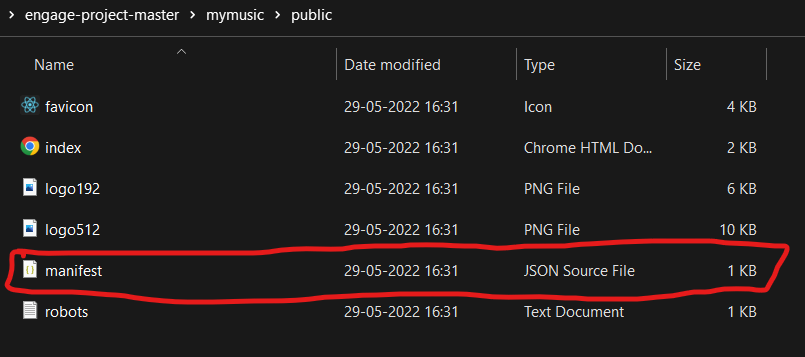 engage-project-master > mymusic > public
Name Date modified Type Size
favicon 29-05-2022 16:31 Icon 4 KB
index 29-05-2022 16:31 Chrome HTML Do... 2 KB
logo192 29-05-2022 16:31 PNG File 6 KB
logo512 29-05-2022 16:31 PNG File 10 KB
manifest 29-05-2022 16:31 JSON Source File 1 KB
robots 29-05-2022 16:31 Text Document 1 KB